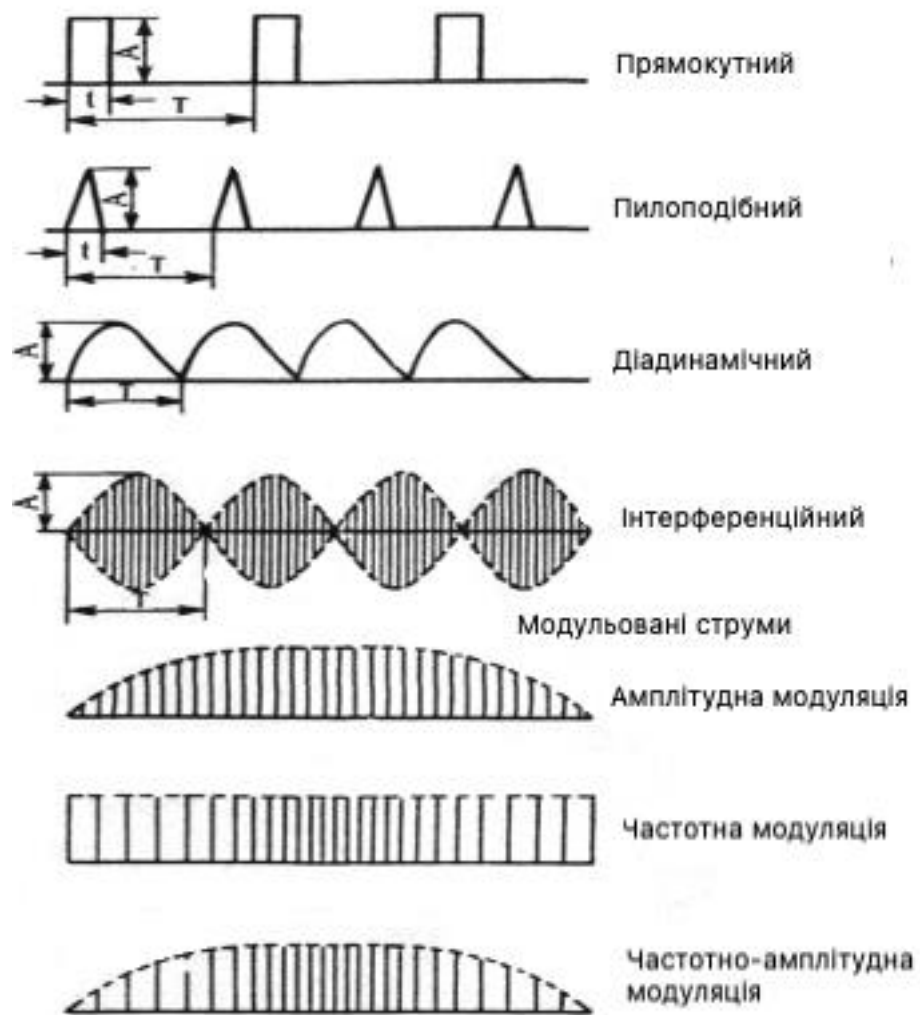 A
t
T
Прямокутний
A
t
T
Пилоподібний
A
T
Діадинамічний
A
T
Інтерференційний
Модульовані струми
Амплітудна модуляція
Частотна модуляція
Частотно-амплітудна
модуляція